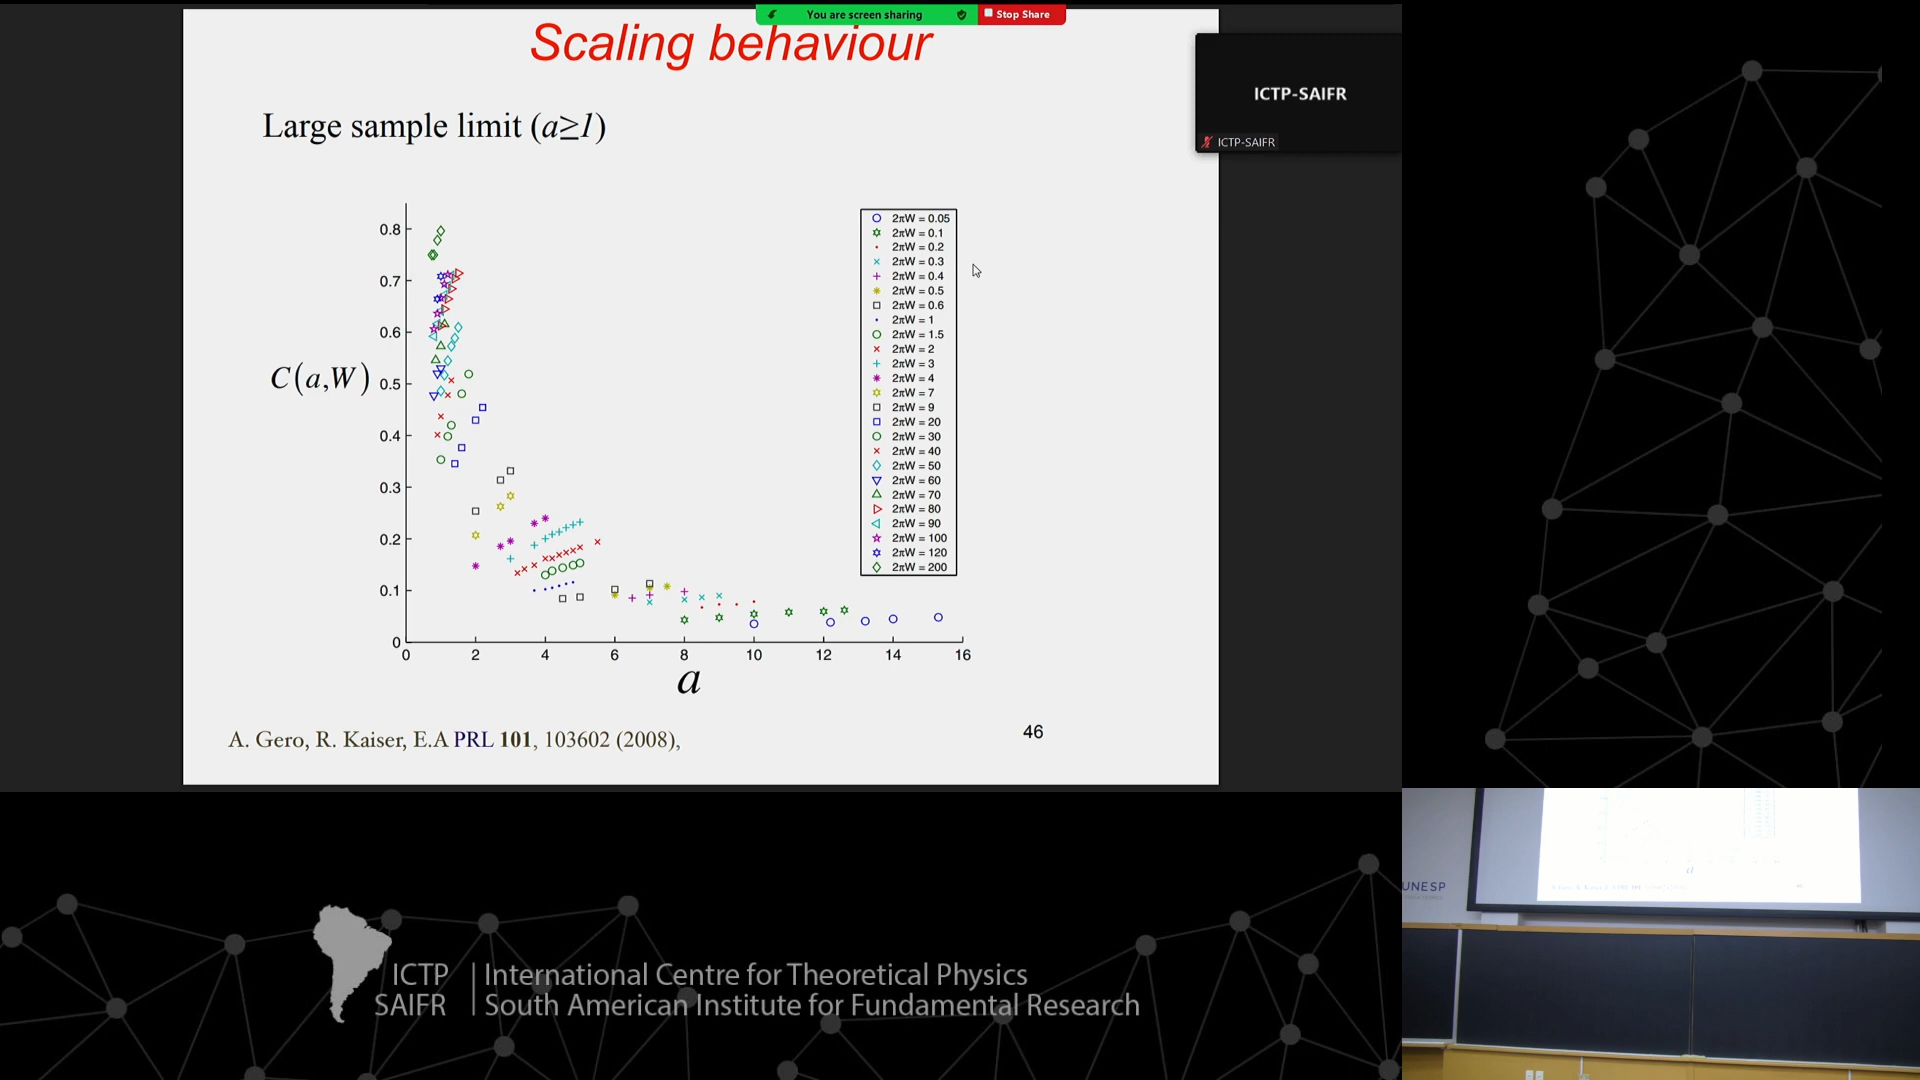 You are screen sharing
Stop Share
Scaling behaviour
ICTP-SAIFR
ICTP-SAIFR
Large sample limit (a≥1)
2πW = 0.05
2πW = 0.1
2πW = 0.2
2πW = 0.3
2πW = 0.4
2πW = 0.5
2πW = 0.6
2πW = 1
2πW = 1.5
2πW = 2
2πW = 3
2πW = 4
2πW = 7
2πW = 9
2πW = 20
2πW = 30
2πW = 40
2πW = 50
2πW = 60
2πW = 70
2πW = 80
2πW = 90
2πW = 100
2πW = 120
2πW = 200
0.8
0.7
0.6
0.5
0.4
0.3
0.2
0.1
0
C(a,W)
0 2 4 6 8 10 12 14 16
a
A. Gero, R. Kaiser, E.A PRL 101, 103602 (2008),
46
UNESP
a
ICTP | International Centre for Theoretical Physics
SAIFR | South American Institute for Fundamental Research